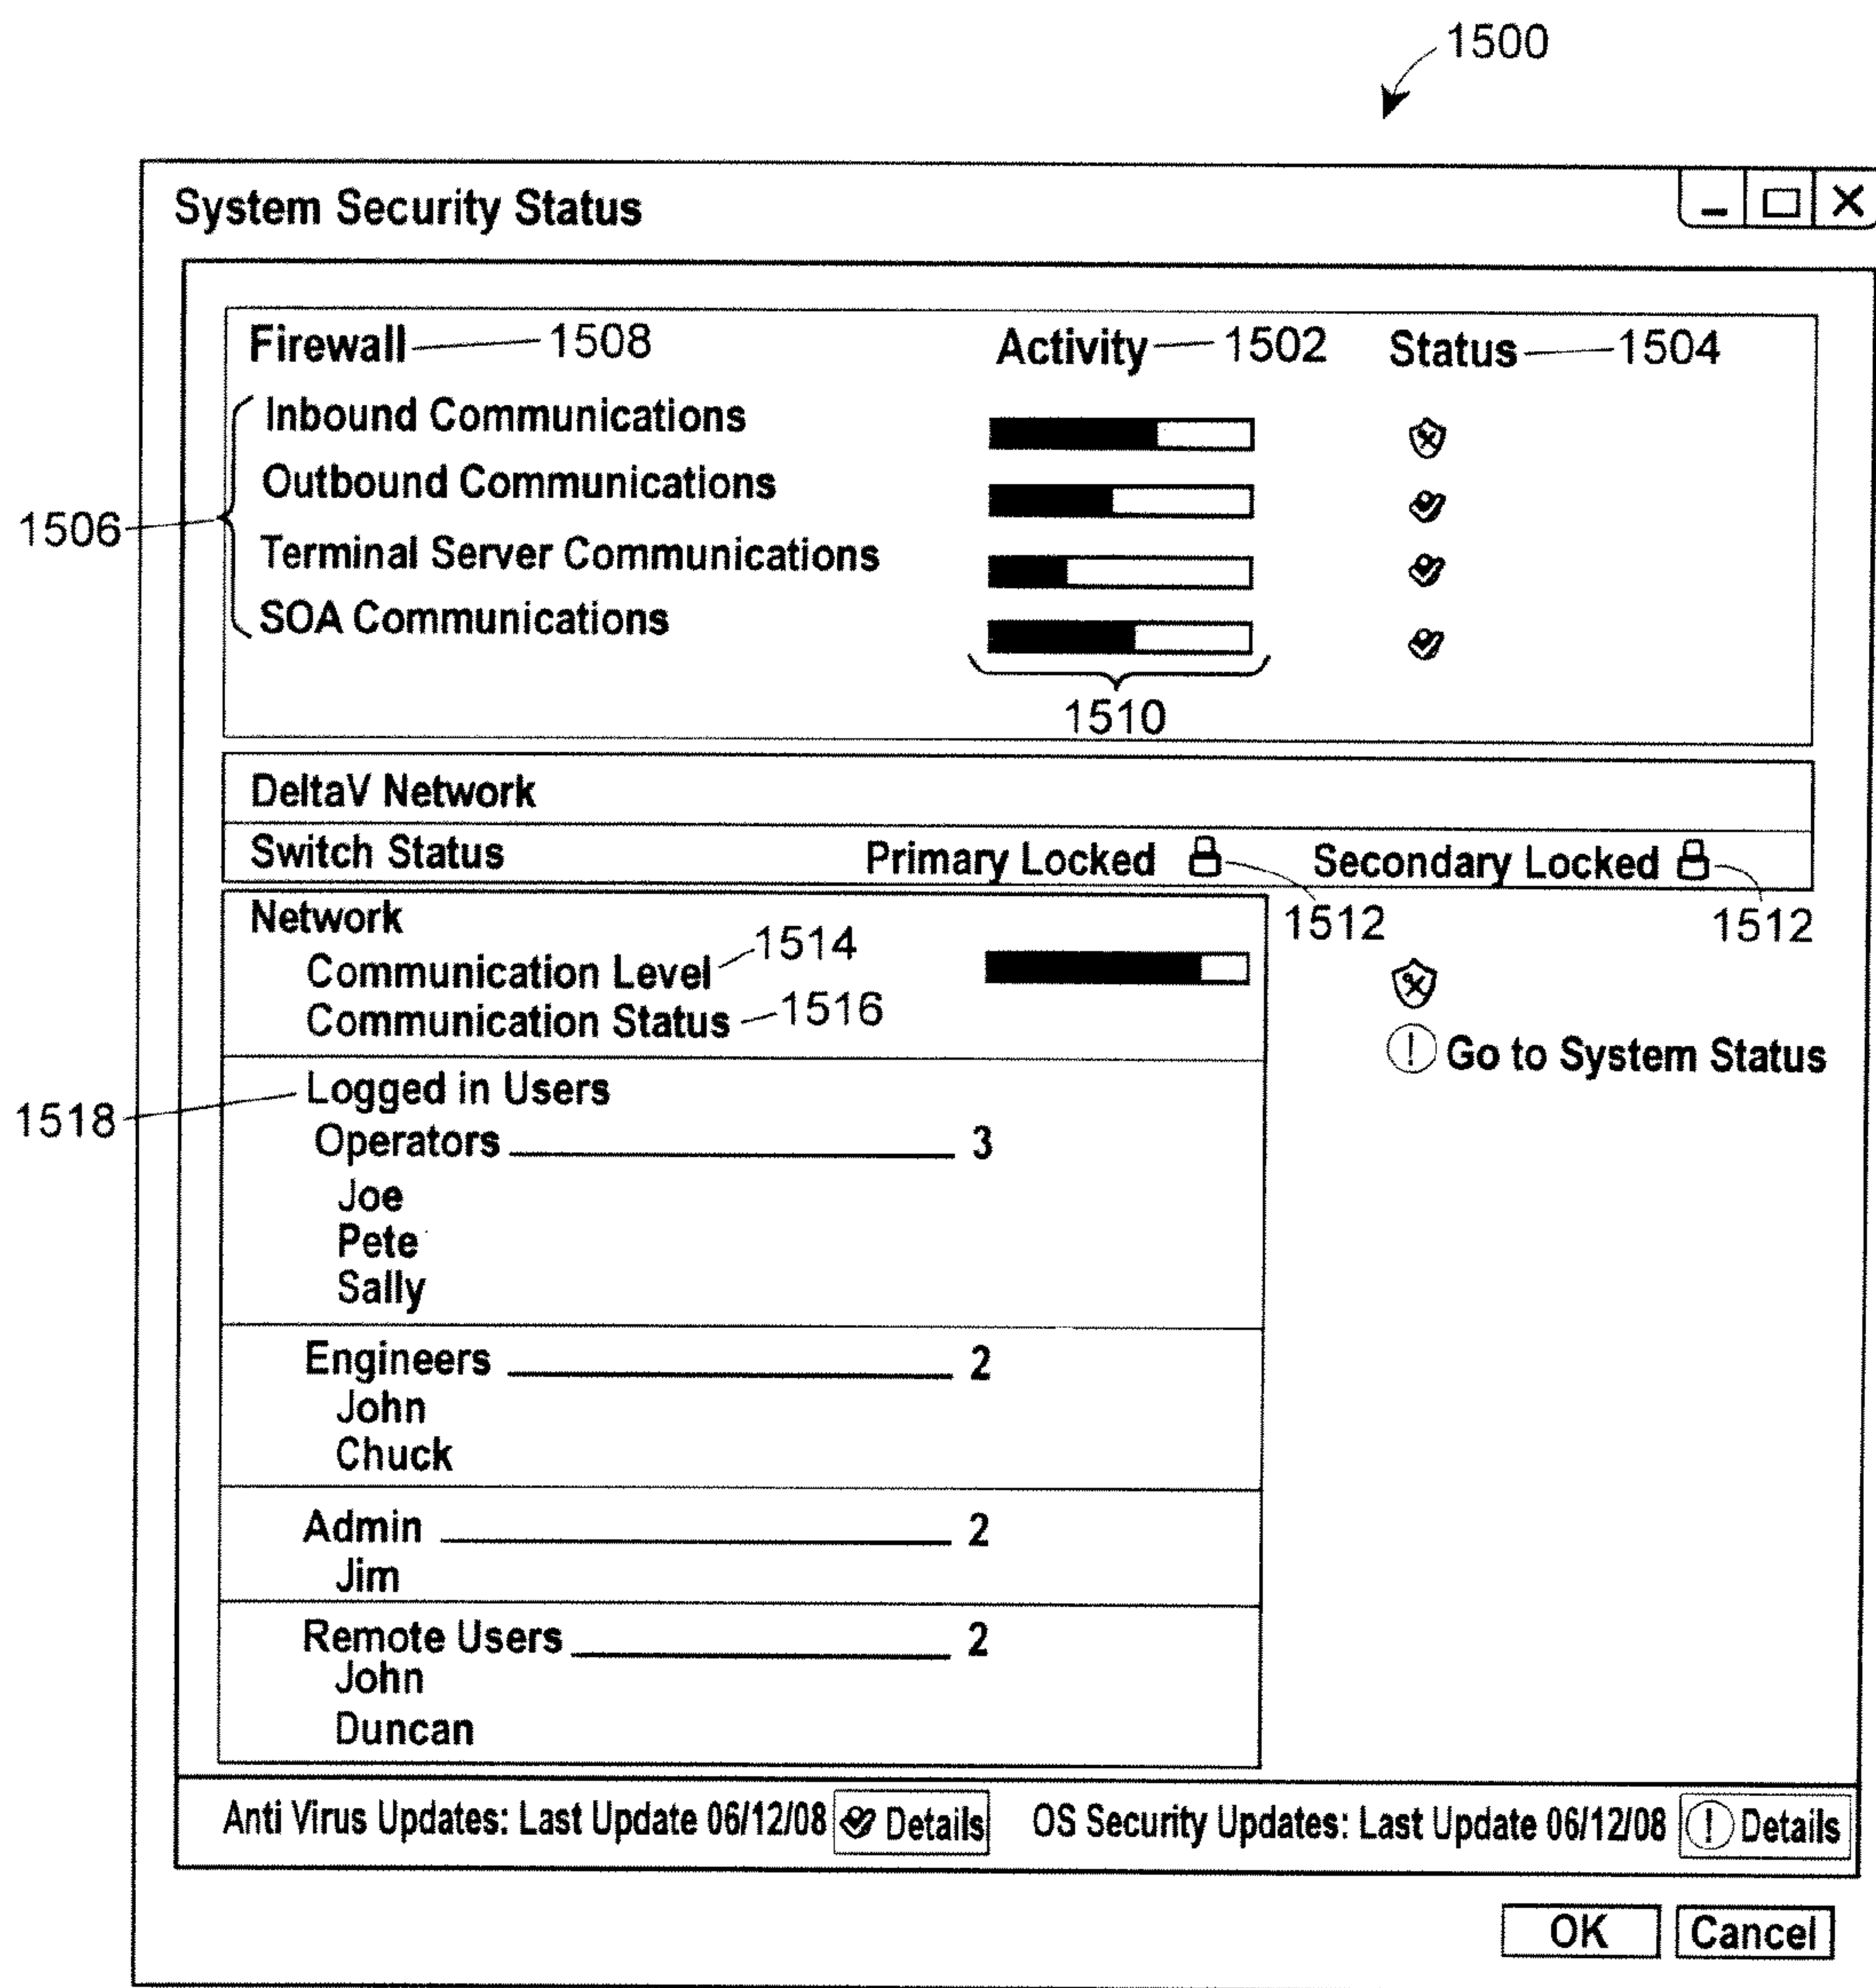 1500
System Security Status
Firewall 1508 Activity 1502 Status 1504
Inbound Communications
Outbound Communications
1506
Terminal Server Communications
SOA Communications
1510
DeltaV Network
Switch Status Primary Locked Secondary Locked
Network 1512 1512
Communication Level 1514
Communication Status 1516
! Go to System Status
Logged in Users
1518
Operators 3
Joe
Pete
Sally
Engineers 2
John
Chuck
Admin 2
Jim
Remote Users 2
John
Duncan
Anti Virus Updates: Last Update 06/12/08 Details OS Security Updates: Last Update 06/12/08 ! Details
OK Cancel